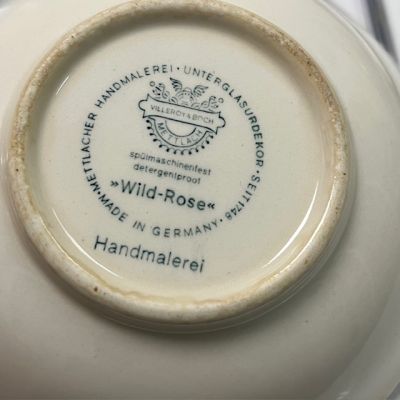 METTLACHER HANDMALEREI · UNTERGLASURDEKOR · SEIT 1748 ·
VILLEROY & BOCH
METTLACH
spülmaschinenfest
detergentproof
»Wild-Rose«
· MADE IN GERMANY ·
Handmalerei